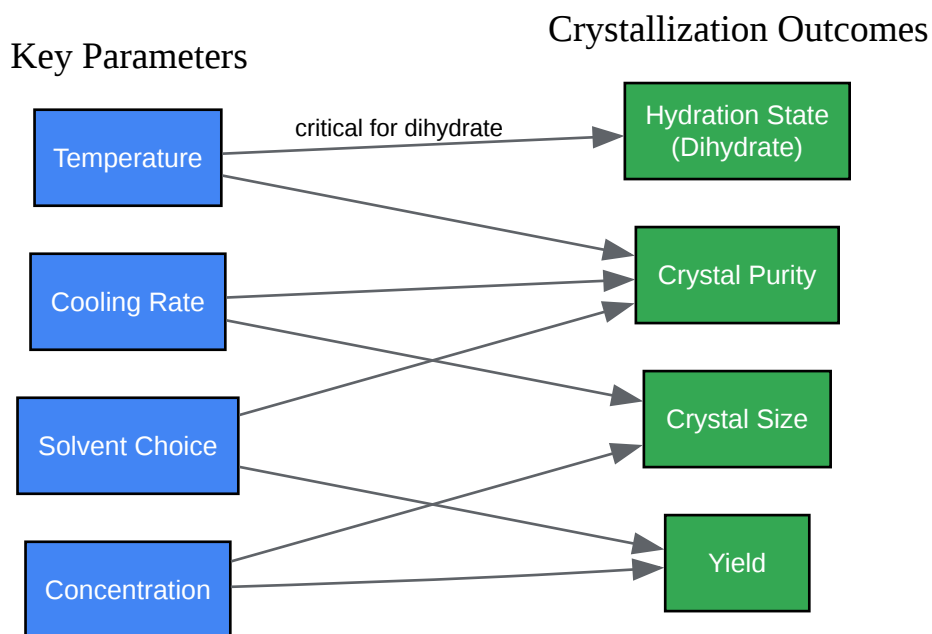 Key Parameters
Crystallization Outcomes
Temperature
critical for dihydrate
Hydration State
(Dihydrate)
Cooling Rate
Crystal Purity
Solvent Choice
Crystal Size
Concentration
Yield